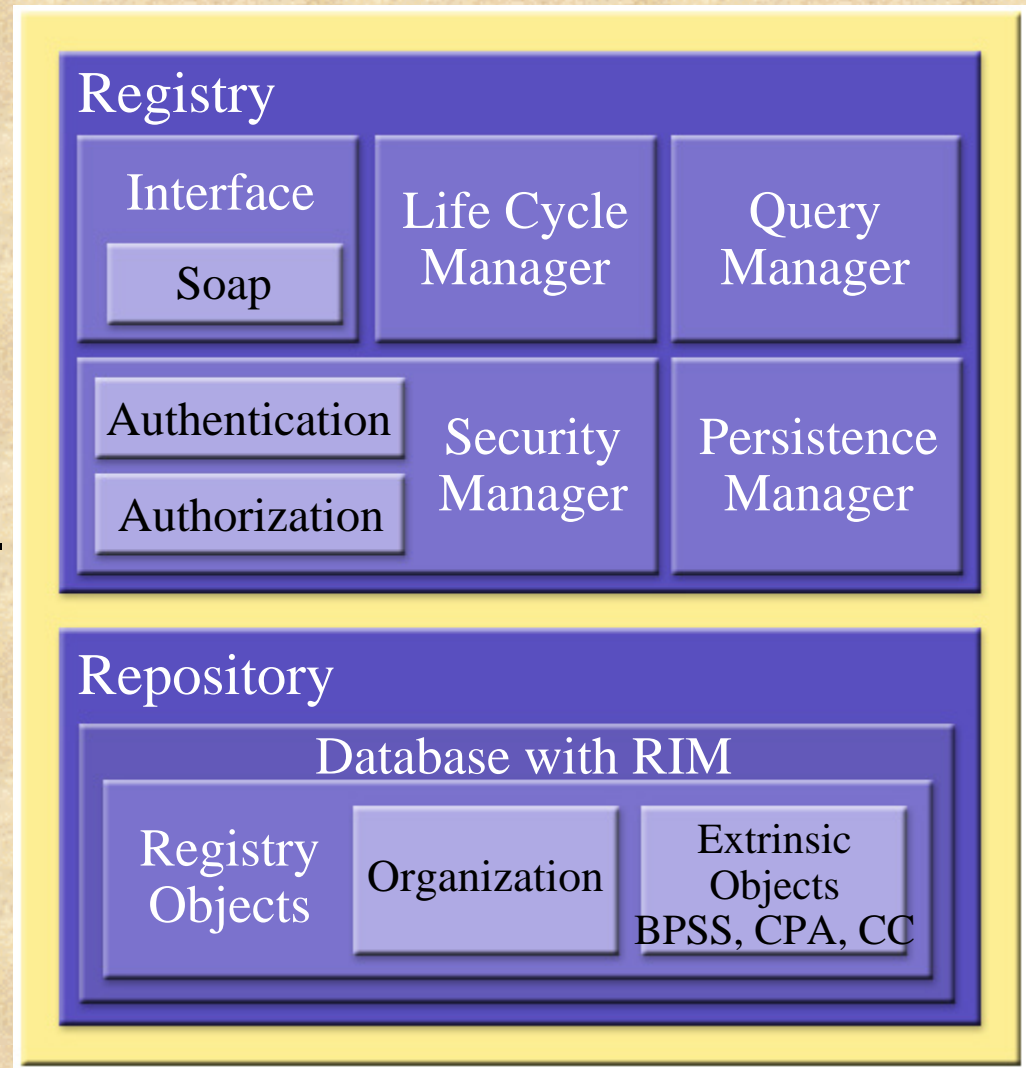 Registry
Interface
Soap
Life Cycle
Manager
Query
Manager
Authentication
Authorization
Security
Manager
Persistence
Manager
Repository
Database with RIM
Registry
Objects
Organization
Extrinsic
Objects
BPSS, CPA, CC